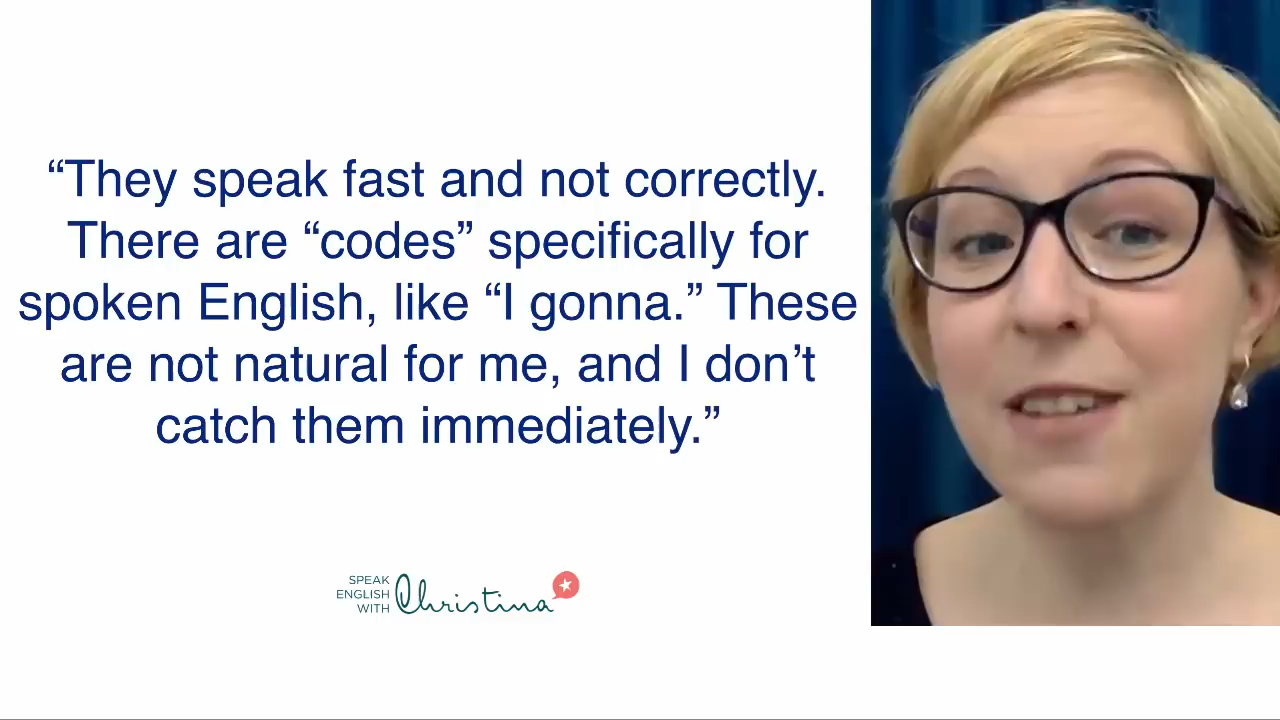 “They speak fast and not correctly.
There are “codes” specifically for
spoken English, like “I gonna.” These
are not natural for me, and I don’t
catch them immediately.”
SPEAK
ENGLISH
WITH
Christina